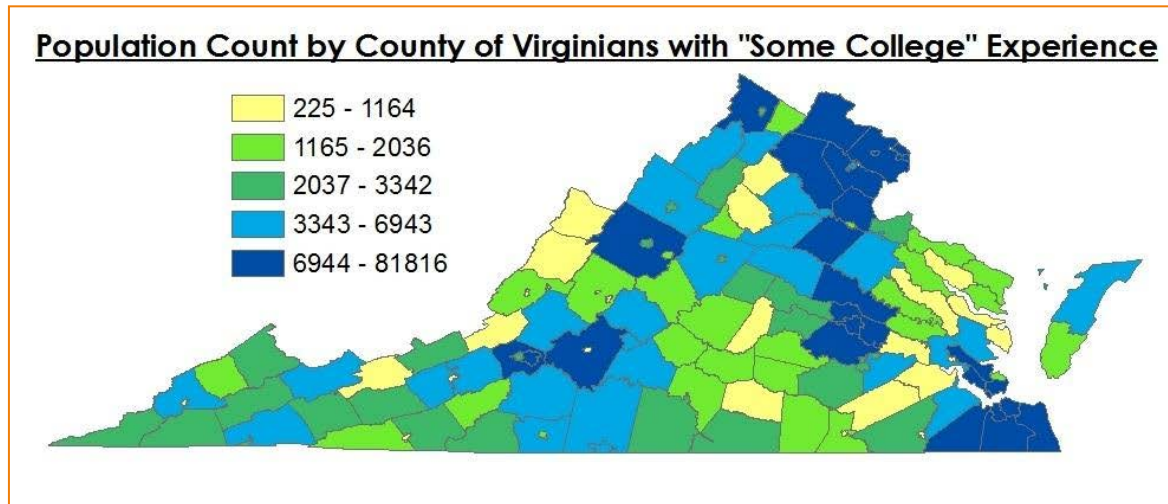 Population Count by County of Virginians with "Some College" Experience
225 - 1164
1165 - 2036
2037 - 3342
3343 - 6943
6944 - 81816